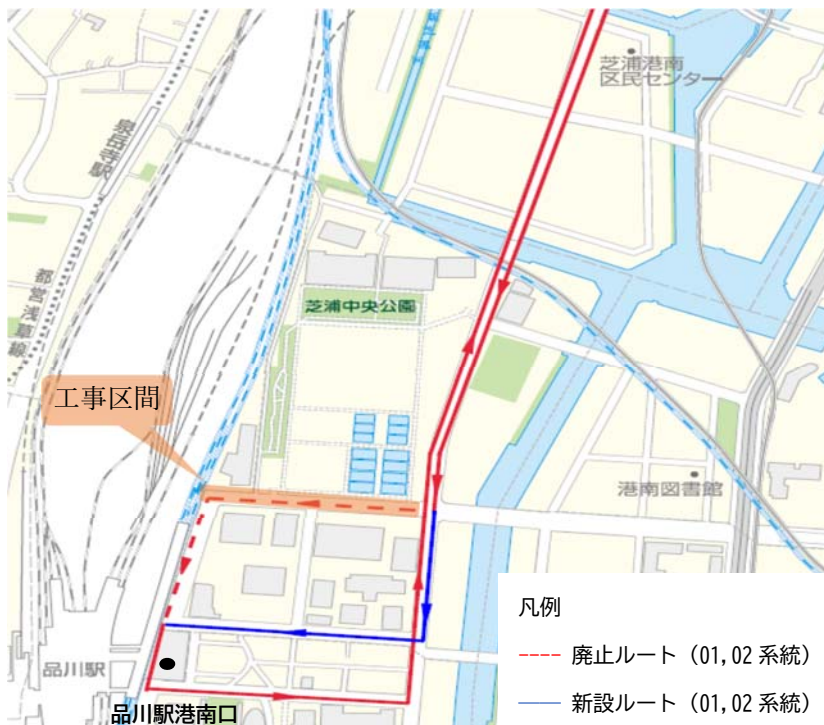 芝浦港南
区民センター
泉岳寺駅
都営浅草線
芝浦中央公園
工事区間
港南図書館
品川駅
品川駅港南口
凡例
廃止ルート（01,02 系統）
新設ルート（01,02 系統）